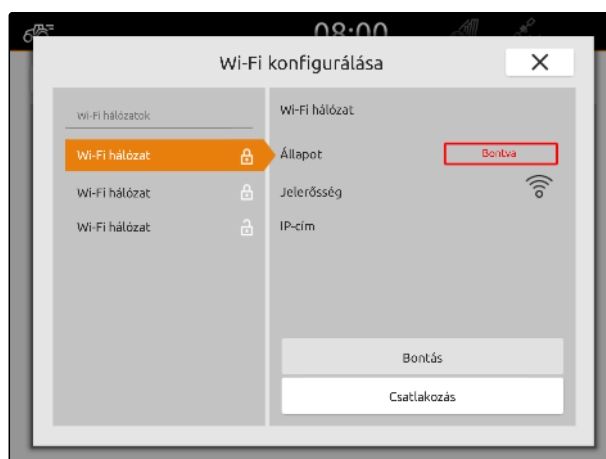 08:00
Wi-Fi konfigurálása
Wi-Fi hálózatok
Wi-Fi hálózat
Wi-Fi hálózat
Wi-Fi hálózat
Wi-Fi hálózat
Állapot
Bontva
Jelerősség
IP-cím
Bontás
Csatlakozás